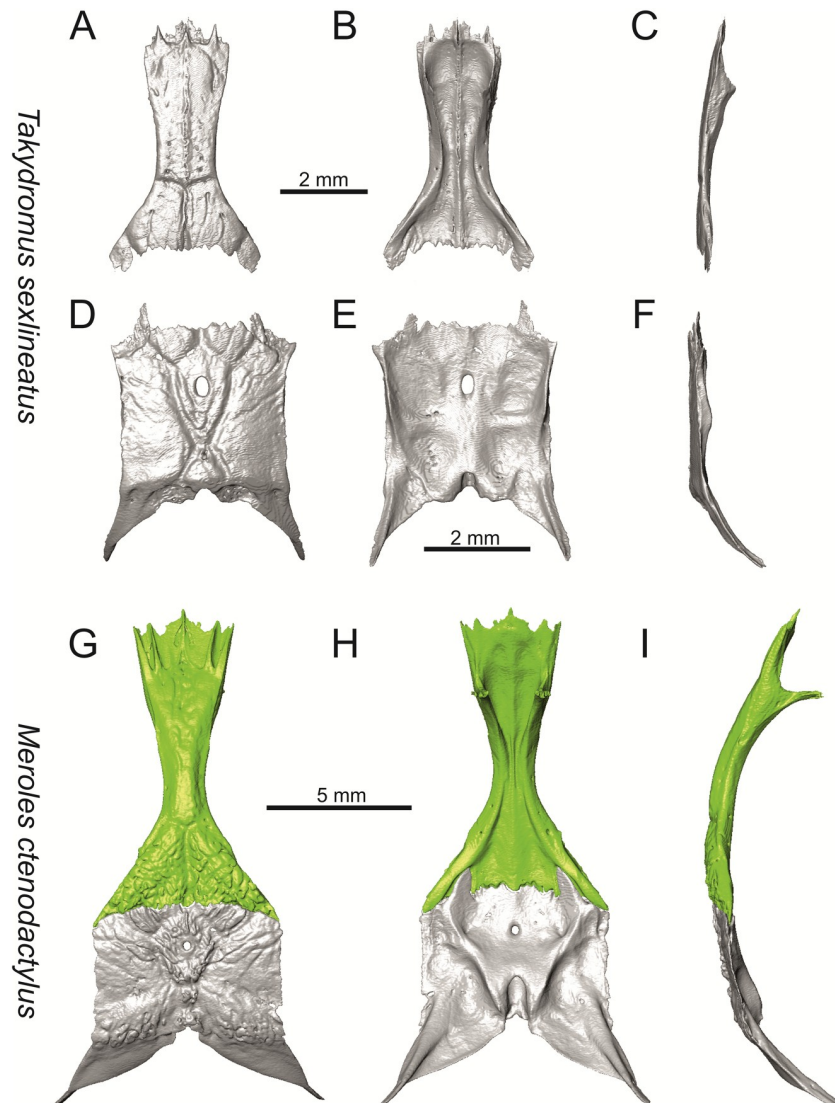 A
B
C
2 mm
Takydromus sexlineatus
D
E
F
2 mm
G
H
I
5 mm
Meroles ctenodactylus